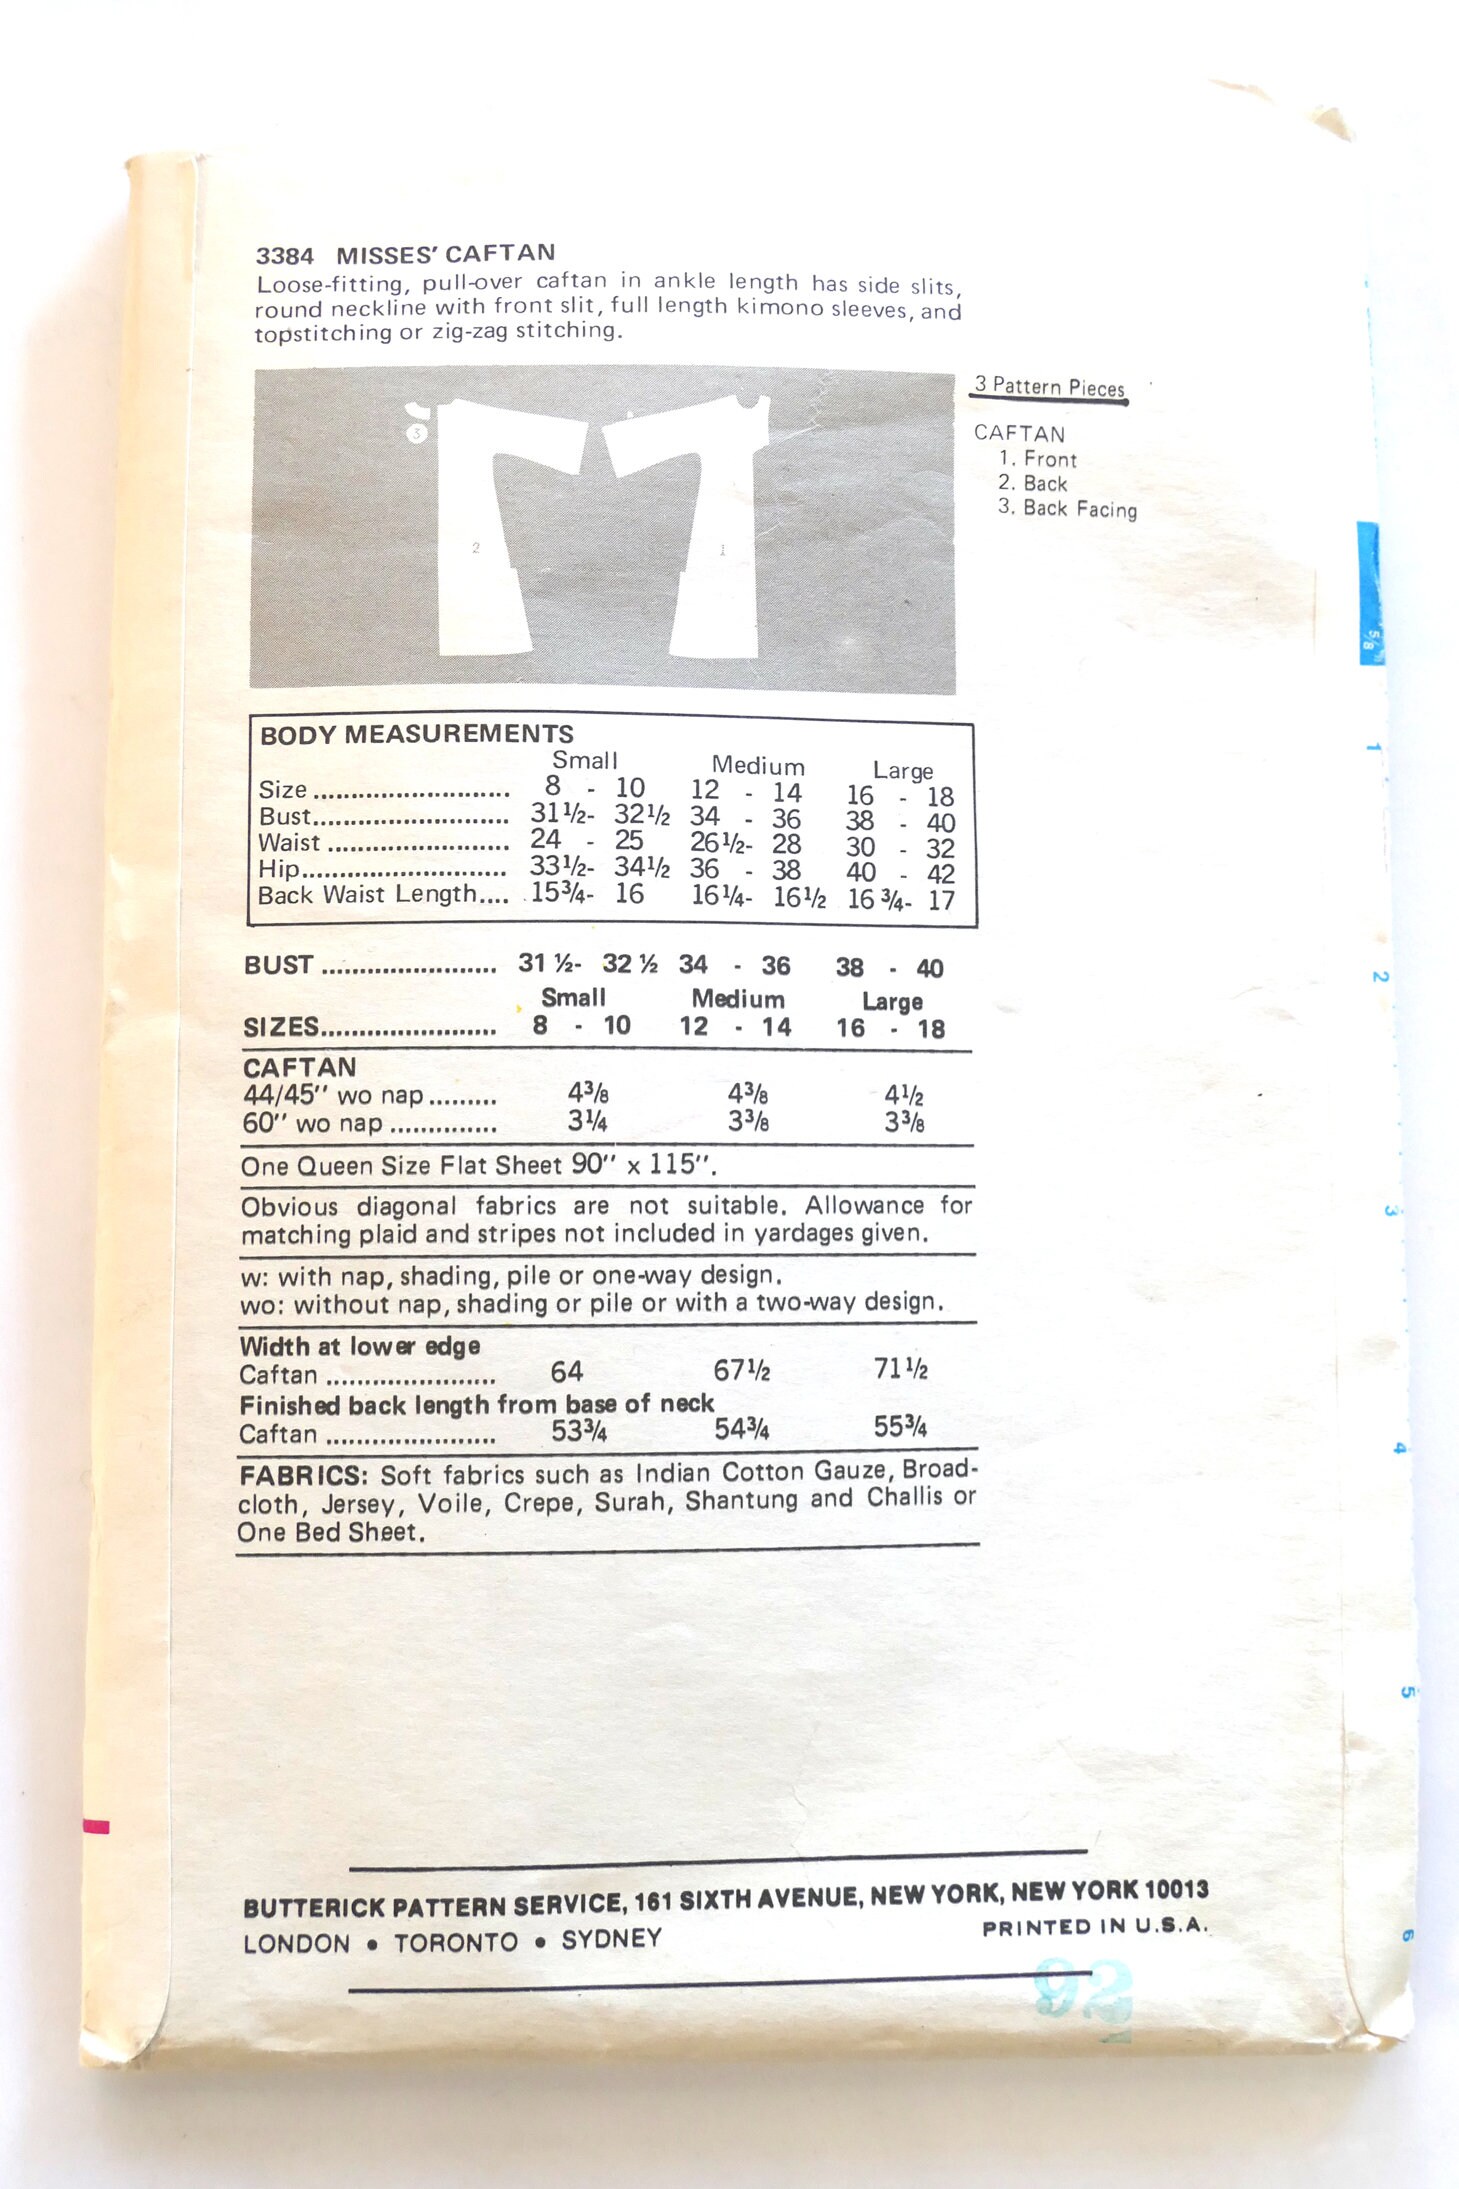 3384 MISSES' CAFTAN
Loose-fitting, pull-over caftan in ankle length has side slits,
round neckline with front slit, full length kimono sleeves, and
topstitching or zig-zag stitching.
3
2
1
3 Pattern Pieces
CAFTAN
1. Front
2. Back
3. Back Facing
5/8
1
2
3
4
5
6
BODY MEASUREMENTS
Small Medium Large
Size .......................... 8 - 10 12 - 14 16 - 18
Bust.......................... 31½- 32½ 34 - 36 38 - 40
Waist ........................ 24 - 25 26½- 28 30 - 32
Hip........................... 33½- 34½ 36 - 38 40 - 42
Back Waist Length.... 15¾- 16 16¼- 16½ 16¾- 17
BUST ....................... 31 ½- 32 ½ 34 - 36 38 - 40
Small Medium Large
SIZES....................... 8 - 10 12 - 14 16 - 18
CAFTAN
44/45" wo nap ......... 4⅜ 4⅜ 4½
60" wo nap .............. 3¼ 3⅜ 3⅜
One Queen Size Flat Sheet 90" x 115".
Obvious diagonal fabrics are not suitable. Allowance for
matching plaid and stripes not included in yardages given.
w: with nap, shading, pile or one-way design.
wo: without nap, shading or pile or with a two-way design.
Width at lower edge
Caftan ...................... 64 67½ 71½
Finished back length from base of neck
Caftan ...................... 53¾ 54¾ 55¾
FABRICS: Soft fabrics such as Indian Cotton Gauze, Broad-
cloth, Jersey, Voile, Crepe, Surah, Shantung and Challis or
One Bed Sheet.
BUTTERICK PATTERN SERVICE, 161 SIXTH AVENUE, NEW YORK, NEW YORK 10013
LONDON • TORONTO • SYDNEY PRINTED IN U.S.A.
92